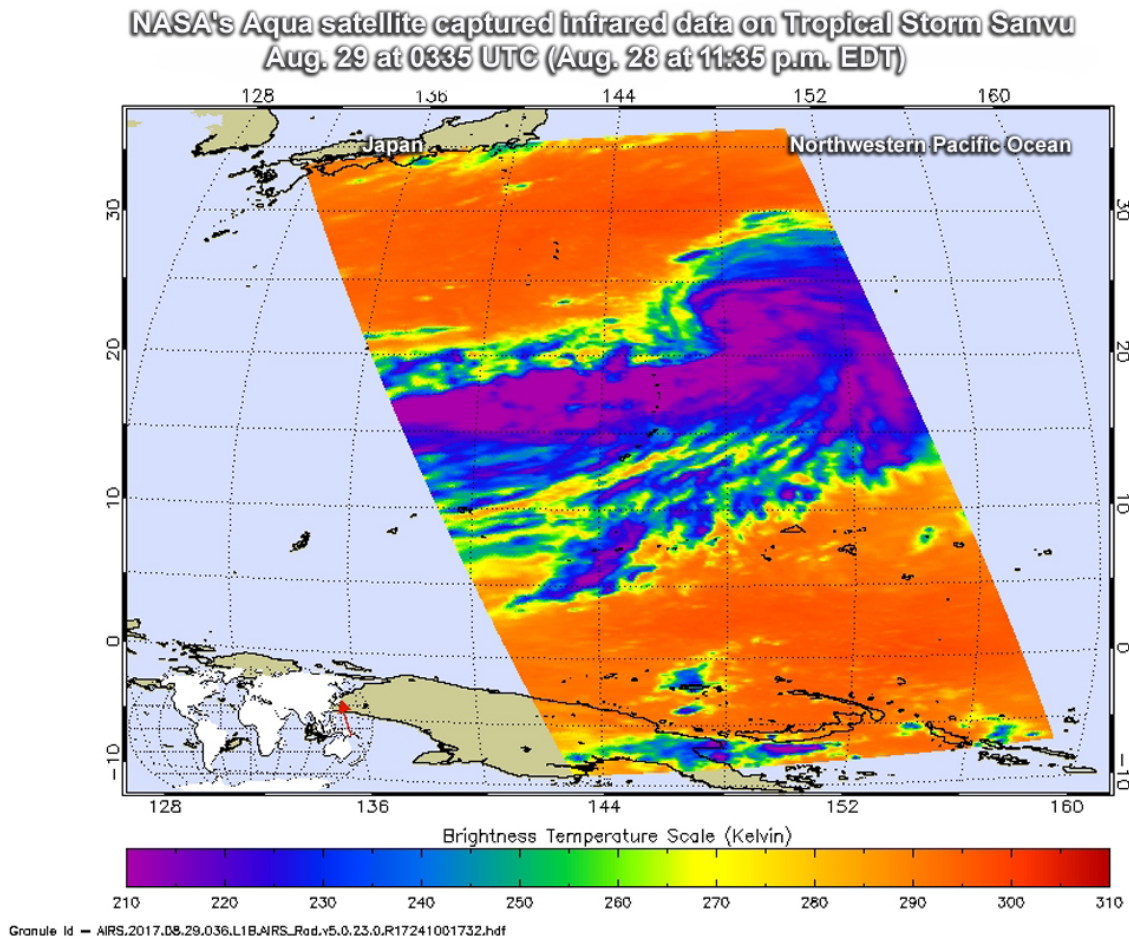 NASA's Aqua satellite captured infrared data on Tropical Storm Sanvu
Aug. 29 at 0335 UTC (Aug. 28 at 11:35 p.m. EDT)
128 136 144 152 160
Japan Northwestern Pacific Ocean
30 30
20 20
10 10
0 0
-10 -10
128 136 144 152 160
Brightness Temperature Scale (Kelvin)
210 220 230 240 250 260 270 280 290 300 310
Granule Id – AIRS.2017.08.29.036.L1B.AIRS_Rad.v5.0.23.0.R17241001732.hdf